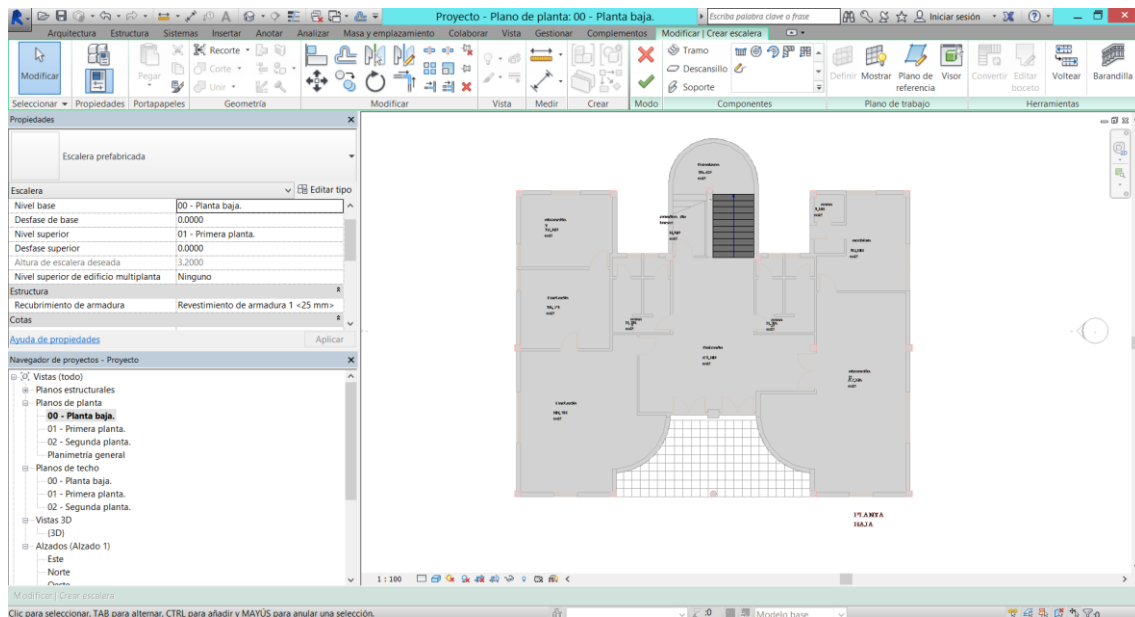 Proyecto - Plano de planta: 00 - Planta baja.
Escriba palabra clave o frase
Iniciar sesión
Arquitectura Estructura Sistemas Insertar Anotar Analizar Masa y emplazamiento Colaborar Vista Gestionar Complementos Modificar | Crear escalera
Modificar
Pegar
Recorte
Corte
Unir
Tramo
Descansillo
Soporte
Definir Mostrar Plano de referencia Visor
Convertir Editar boceto Voltear Barandilla
Seleccionar Propiedades Portapapeles Geometría Modificar Vista Medir Crear Modo Componentes Plano de trabajo Herramientas
Propiedades
Escalera prefabricada
Escalera Editar tipo
Nivel base 00 - Planta baja.
Desfase de base 0.0000
Nivel superior 01 - Primera planta.
Desfase superior 0.0000
Altura de escalera deseada 3.2000
Nivel superior de edificio multiplanta Ninguno
Estructura
Recubrimiento de armadura Revestimiento de armadura 1 <25 mm>
Cotas
Ayuda de propiedades Aplicar
Navegador de proyectos - Proyecto
Vistas (todo)
Planos estructurales
Planos de planta
00 - Planta baja.
01 - Primera planta.
02 - Segunda planta.
Planimetría general
Planos de techo
00 - Planta baja.
01 - Primera planta.
02 - Segunda planta.
Vistas 3D
{3D}
Alzados (Alzado 1)
Este
Norte
Oeste
PLANTA
BAJA
1 : 100
Modificar | Crear escalera
Clic para seleccionar, TAB para alternar, CTRL para añadir y MAYÚS para anular una selección.
:0
Modelo base
:0